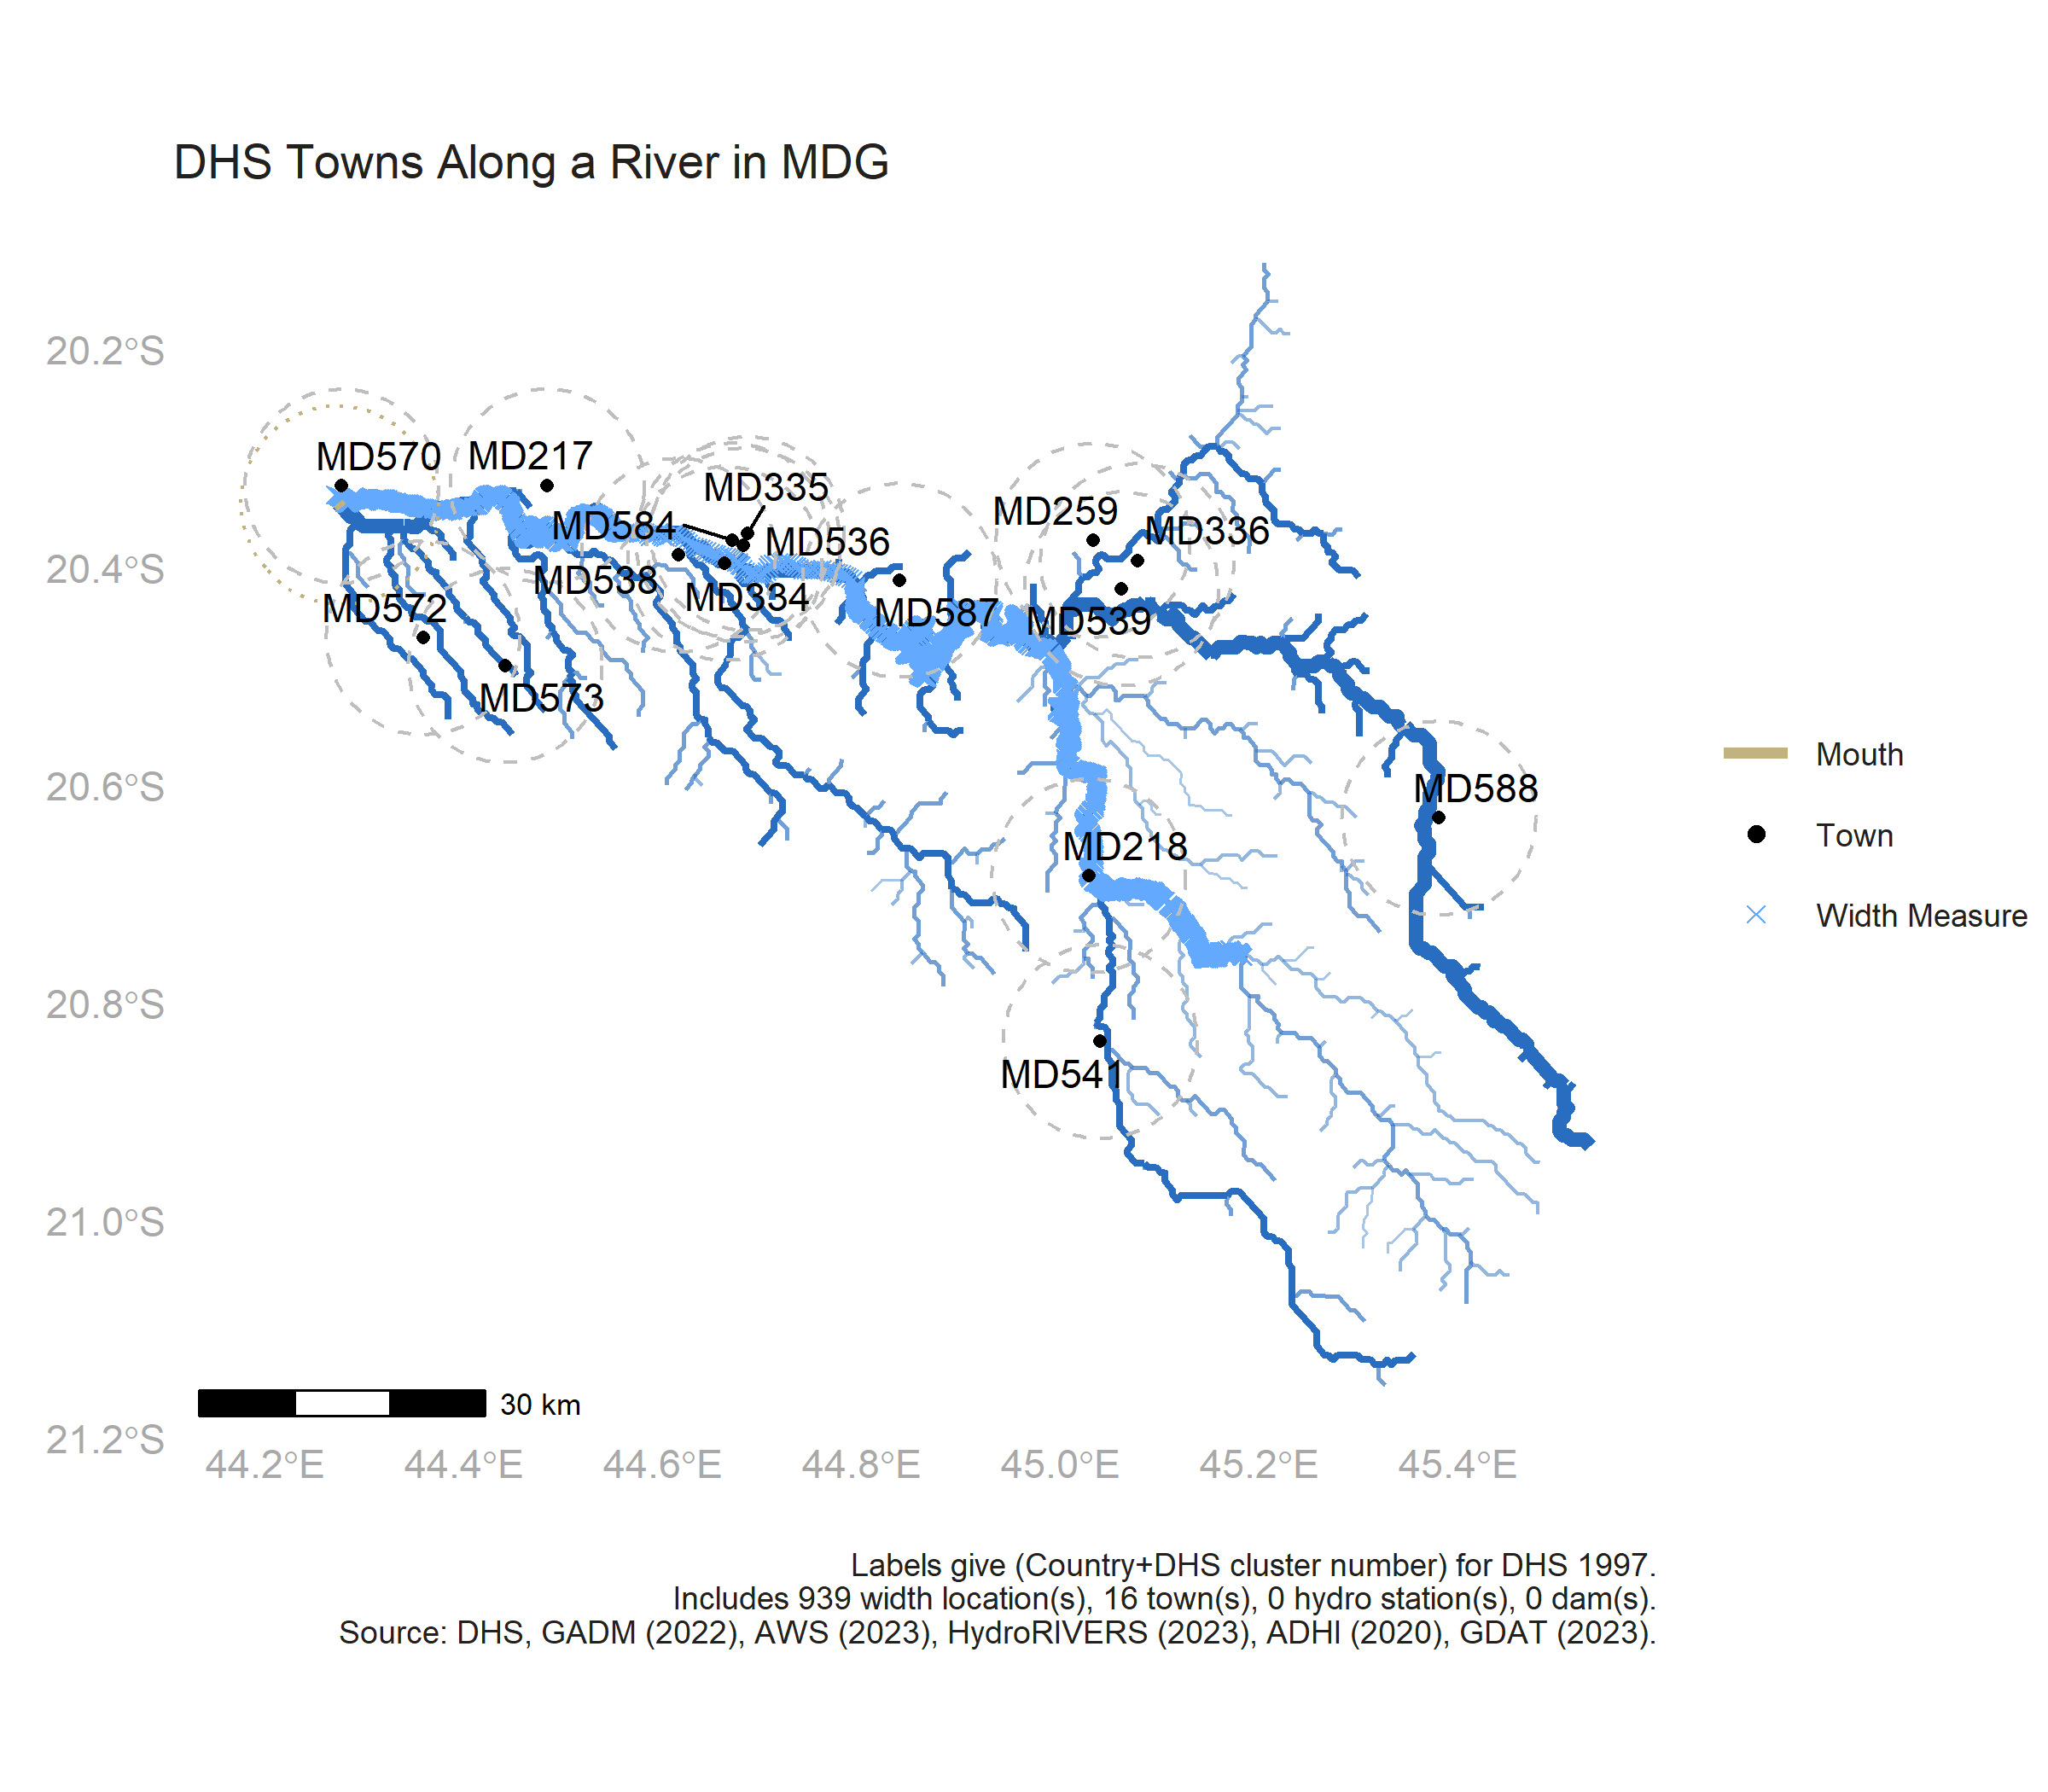 DHS Towns Along a River in MDG
20.2°S
20.4°S
20.6°S
20.8°S
21.0°S
21.2°S
MD570
MD217
MD335
MD584
MD536
MD259
MD336
MD538
MD334
MD572
MD587
MD539
MD573
MD588
MD218
MD541
Mouth
Town
Width Measure
30 km
44.2°E
44.4°E
44.6°E
44.8°E
45.0°E
45.2°E
45.4°E
Labels give (Country+DHS cluster number) for DHS 1997.
Includes 939 width location(s), 16 town(s), 0 hydro station(s), 0 dam(s).
Source: DHS, GADM (2022), AWS (2023), HydroRIVERS (2023), ADHI (2020), GDAT (2023).